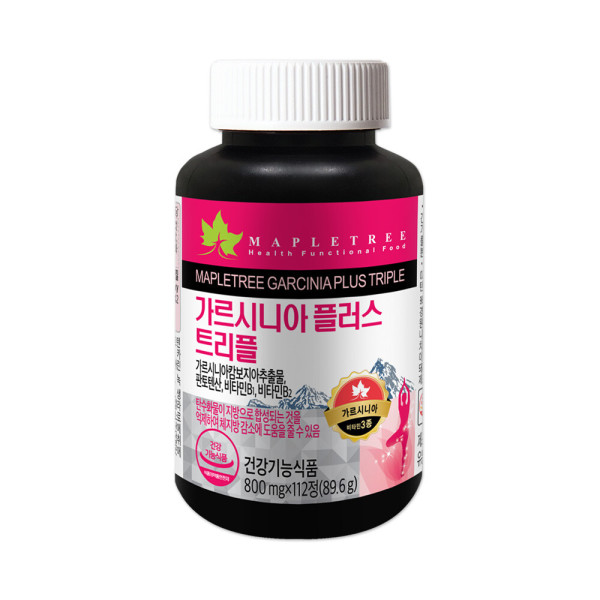 MAPLETREE
Health Functional Food
MAPLETREE GARCINIA PLUS TRIPLE
가르시니아 플러스
트리플
가르시니아캄보지아추출물,
판토텐산, 비타민B1, 비타민B2
탄수화물이 지방으로 합성되는 것을
억제하여 체지방 감소에 도움을 줄 수 있음
가르시니아
비타민3종
건강
기능식품
건강기능식품
800 mg×112정(89.6 g)